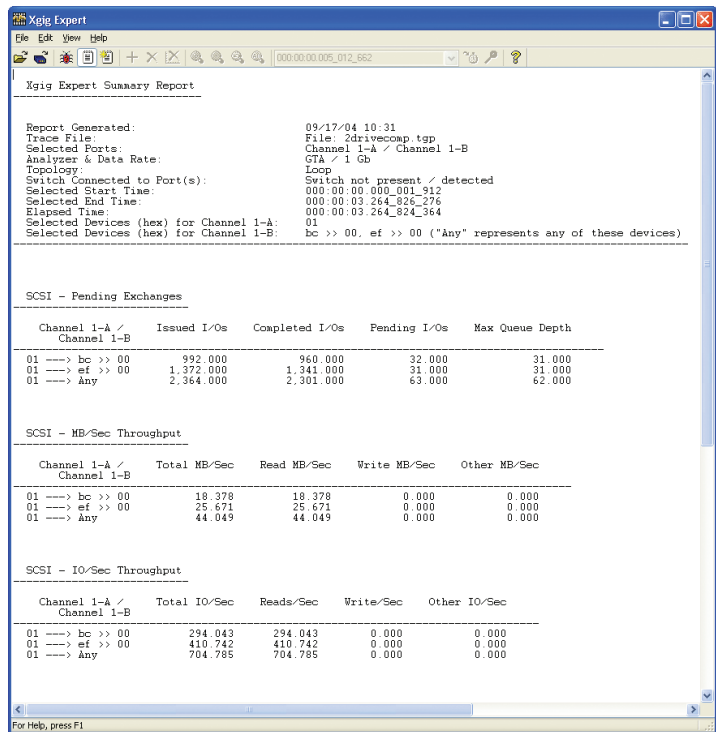 Xgig Expert
File Edit View Help
000:00:00.005_012_662
Xgig Expert Summary Report
Report Generated: 09/17/04 10:31
Trace File: File: 2drivecomp.tgp
Selected Ports: Channel 1-A / Channel 1-B
Analyzer & Data Rate: GTA / 1 Gb
Topology: Loop
Switch Connected to Port(s): Switch not present / detected
Selected Start Time: 000:00:00.000_001_912
Selected End Time: 000:00:03.264_826_276
Elapsed Time: 000:00:03.264_824_364
Selected Devices (hex) for Channel 1-A: 01
Selected Devices (hex) for Channel 1-B: bc >> 00, ef >> 00 ("Any" represents any of these devices)
SCSI - Pending Exchanges
Channel 1-A / Issued I/Os Completed I/Os Pending I/Os Max Queue Depth
Channel 1-B
01 ---> bc >> 00 992.000 960.000 32.000 31.000
01 ---> ef >> 00 1,372.000 1,341.000 31.000 31.000
01 ---> Any 2,364.000 2,301.000 63.000 62.000
SCSI - MB/Sec Throughput
Channel 1-A / Total MB/Sec Read MB/Sec Write MB/Sec Other MB/Sec
Channel 1-B
01 ---> bc >> 00 18.378 18.378 0.000 0.000
01 ---> ef >> 00 25.671 25.671 0.000 0.000
01 ---> Any 44.049 44.049 0.000 0.000
SCSI - IO/Sec Throughput
Channel 1-A / Total IO/Sec Reads/Sec Write/Sec Other IO/Sec
Channel 1-B
01 ---> bc >> 00 294.043 294.043 0.000 0.000
01 ---> ef >> 00 410.742 410.742 0.000 0.000
01 ---> Any 704.785 704.785 0.000 0.000
For Help, press F1